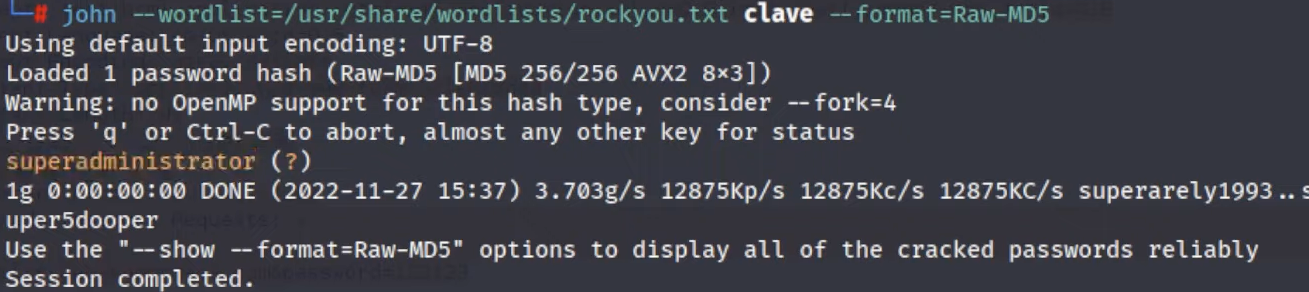 └─# john --wordlist=/usr/share/wordlists/rockyou.txt clave --format=Raw-MD5
Using default input encoding: UTF-8
Loaded 1 password hash (Raw-MD5 [MD5 256/256 AVX2 8×3])
Warning: no OpenMP support for this hash type, consider --fork=4
Press 'q' or Ctrl-C to abort, almost any other key for status
superadministrator (?)
1g 0:00:00:00 DONE (2022-11-27 15:37) 3.703g/s 12875Kp/s 12875Kc/s 12875KC/s superarely1993..s
uper5dooper
Use the "--show --format=Raw-MD5" options to display all of the cracked passwords reliably
Session completed.